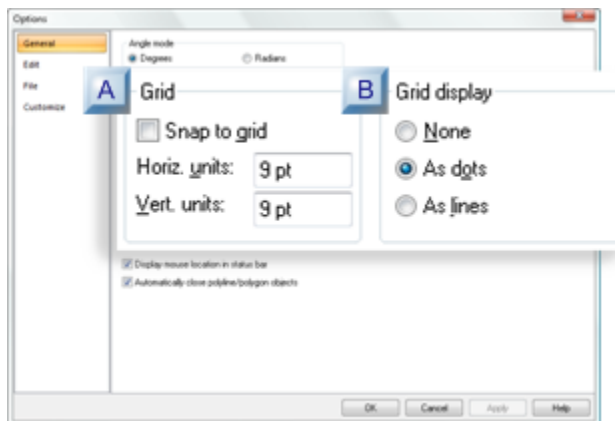 Options
General
Edit
File
Customize
Angle mode
Degrees
Radians
A
Grid
Snap to grid
Horiz. units:
9 pt
Vert. units:
9 pt
B
Grid display
None
As dots
As lines
Display mouse location in status bar
Automatically close polyline/polygon objects
OK
Cancel
Apply
Help